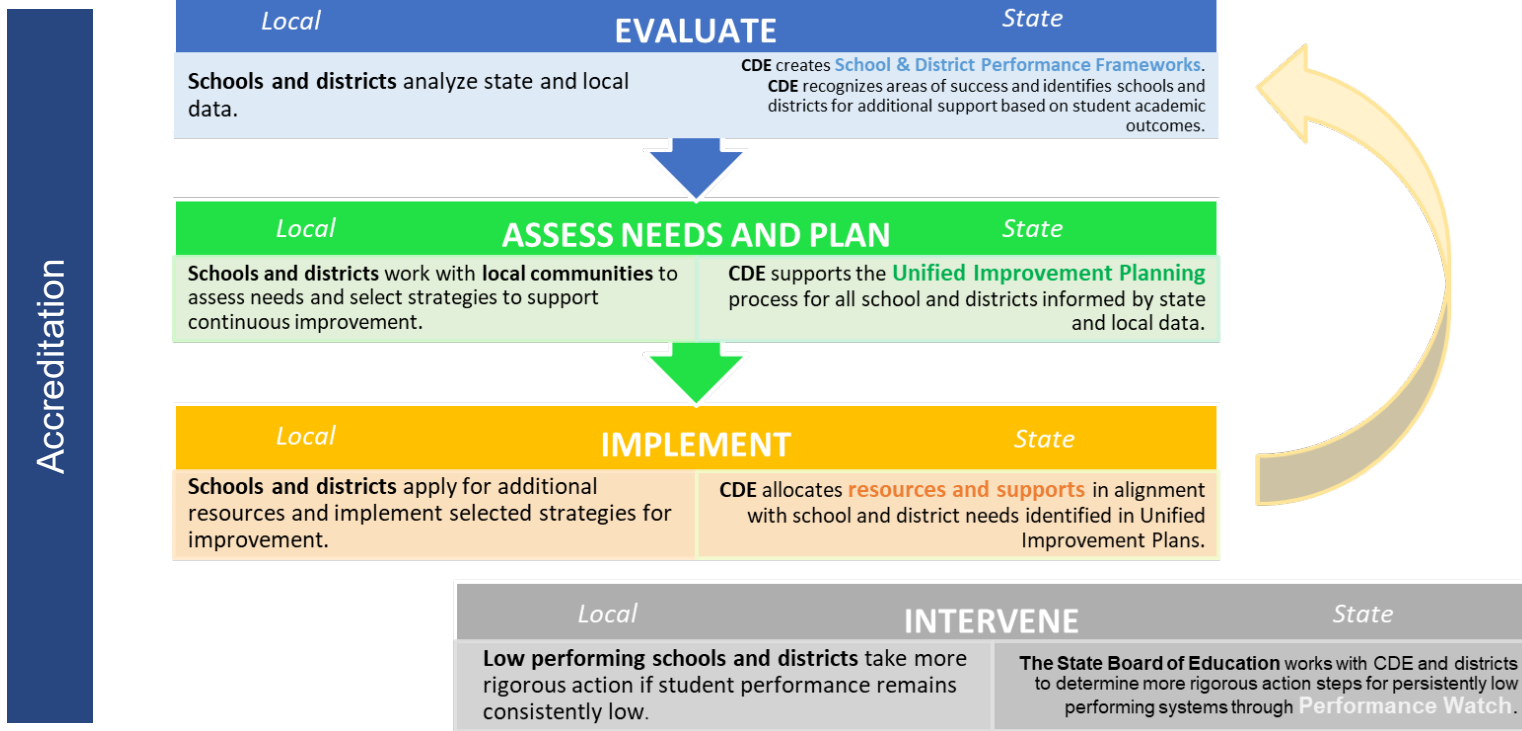 Accreditation
Local
EVALUATE
State
Schools and districts analyze state and local
data.
CDE creates School & District Performance Frameworks.
CDE recognizes areas of success and identifies schools and
districts for additional support based on student academic
outcomes.
Local
ASSESS NEEDS AND PLAN
State
Schools and districts work with local communities to
assess needs and select strategies to support
continuous improvement.
CDE supports the Unified Improvement Planning
process for all school and districts informed by state
and local data.
Local
IMPLEMENT
State
Schools and districts apply for additional
resources and implement selected strategies for
improvement.
CDE allocates resources and supports in alignment
with school and district needs identified in Unified
Improvement Plans.
Local
INTERVENE
State
Low performing schools and districts take more
rigorous action if student performance remains
consistently low.
The State Board of Education works with CDE and districts
to determine more rigorous action steps for persistently low
performing systems through Performance Watch.